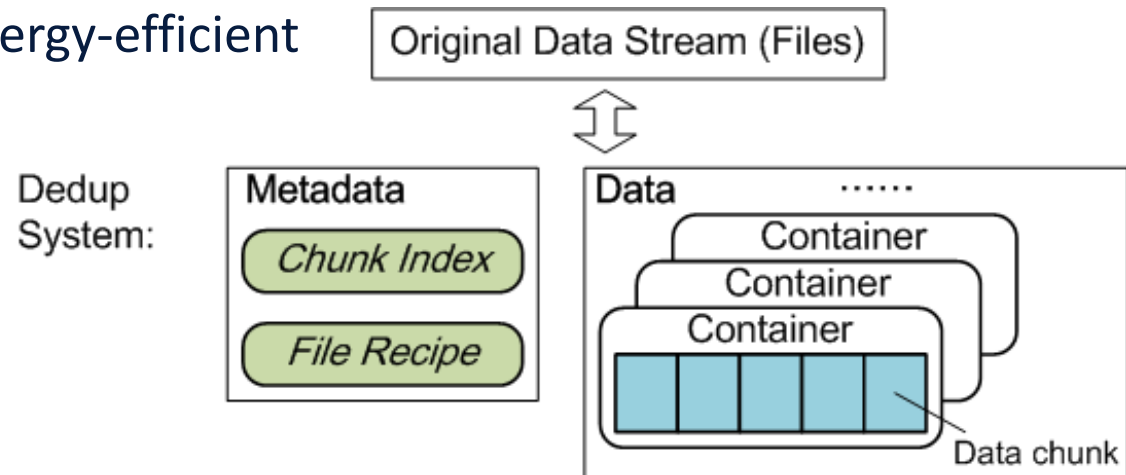 ergy-efficient
Original Data Stream (Files)
Dedup
System:
Metadata
Chunk Index
File Recipe
Data
......
Container
Container
Container
Data chunk